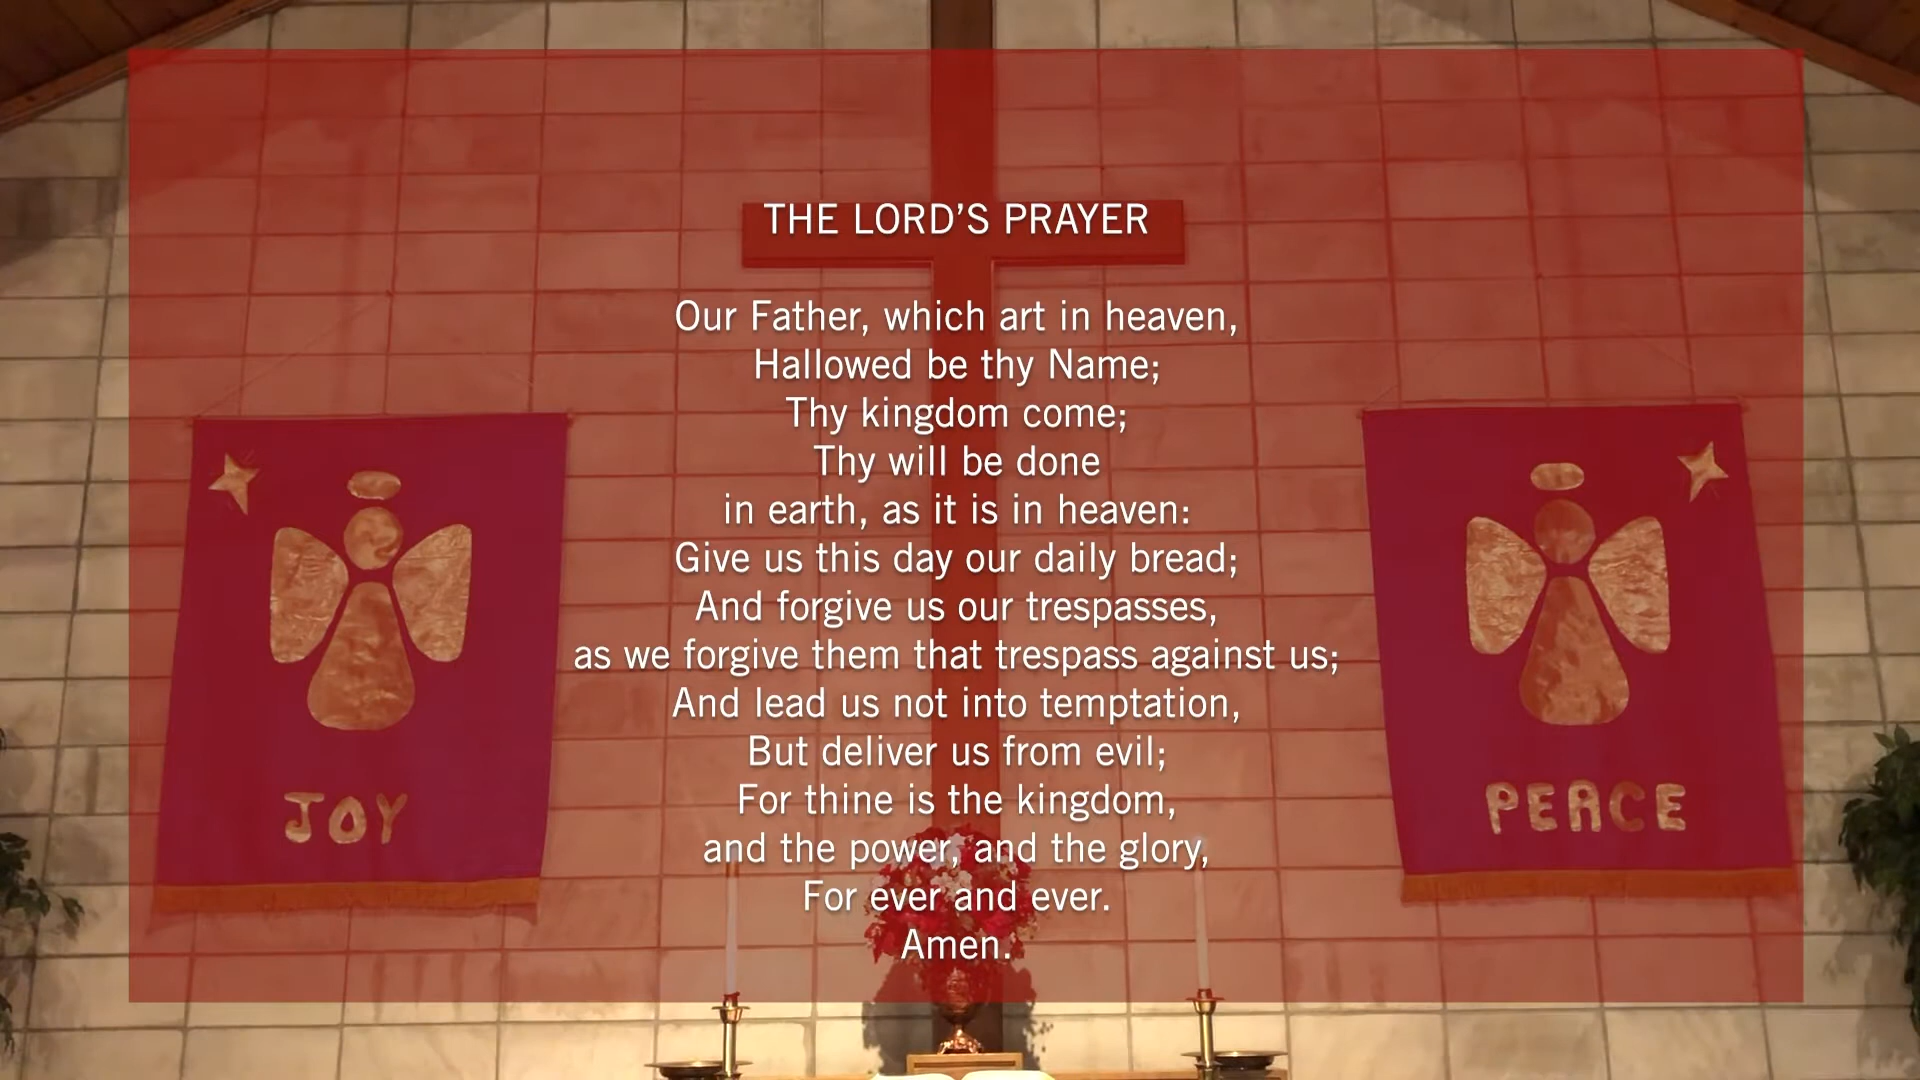 THE LORD'S PRAYER
Our Father, which art in heaven,
Hallowed be thy Name;
Thy kingdom come;
Thy will be done
in earth, as it is in heaven:
Give us this day our daily bread;
And forgive us our trespasses,
as we forgive them that trespass against us;
And lead us not into temptation,
But deliver us from evil;
For thine is the kingdom,
and the power, and the glory,
For ever and ever.
Amen.
JOY
PEACE